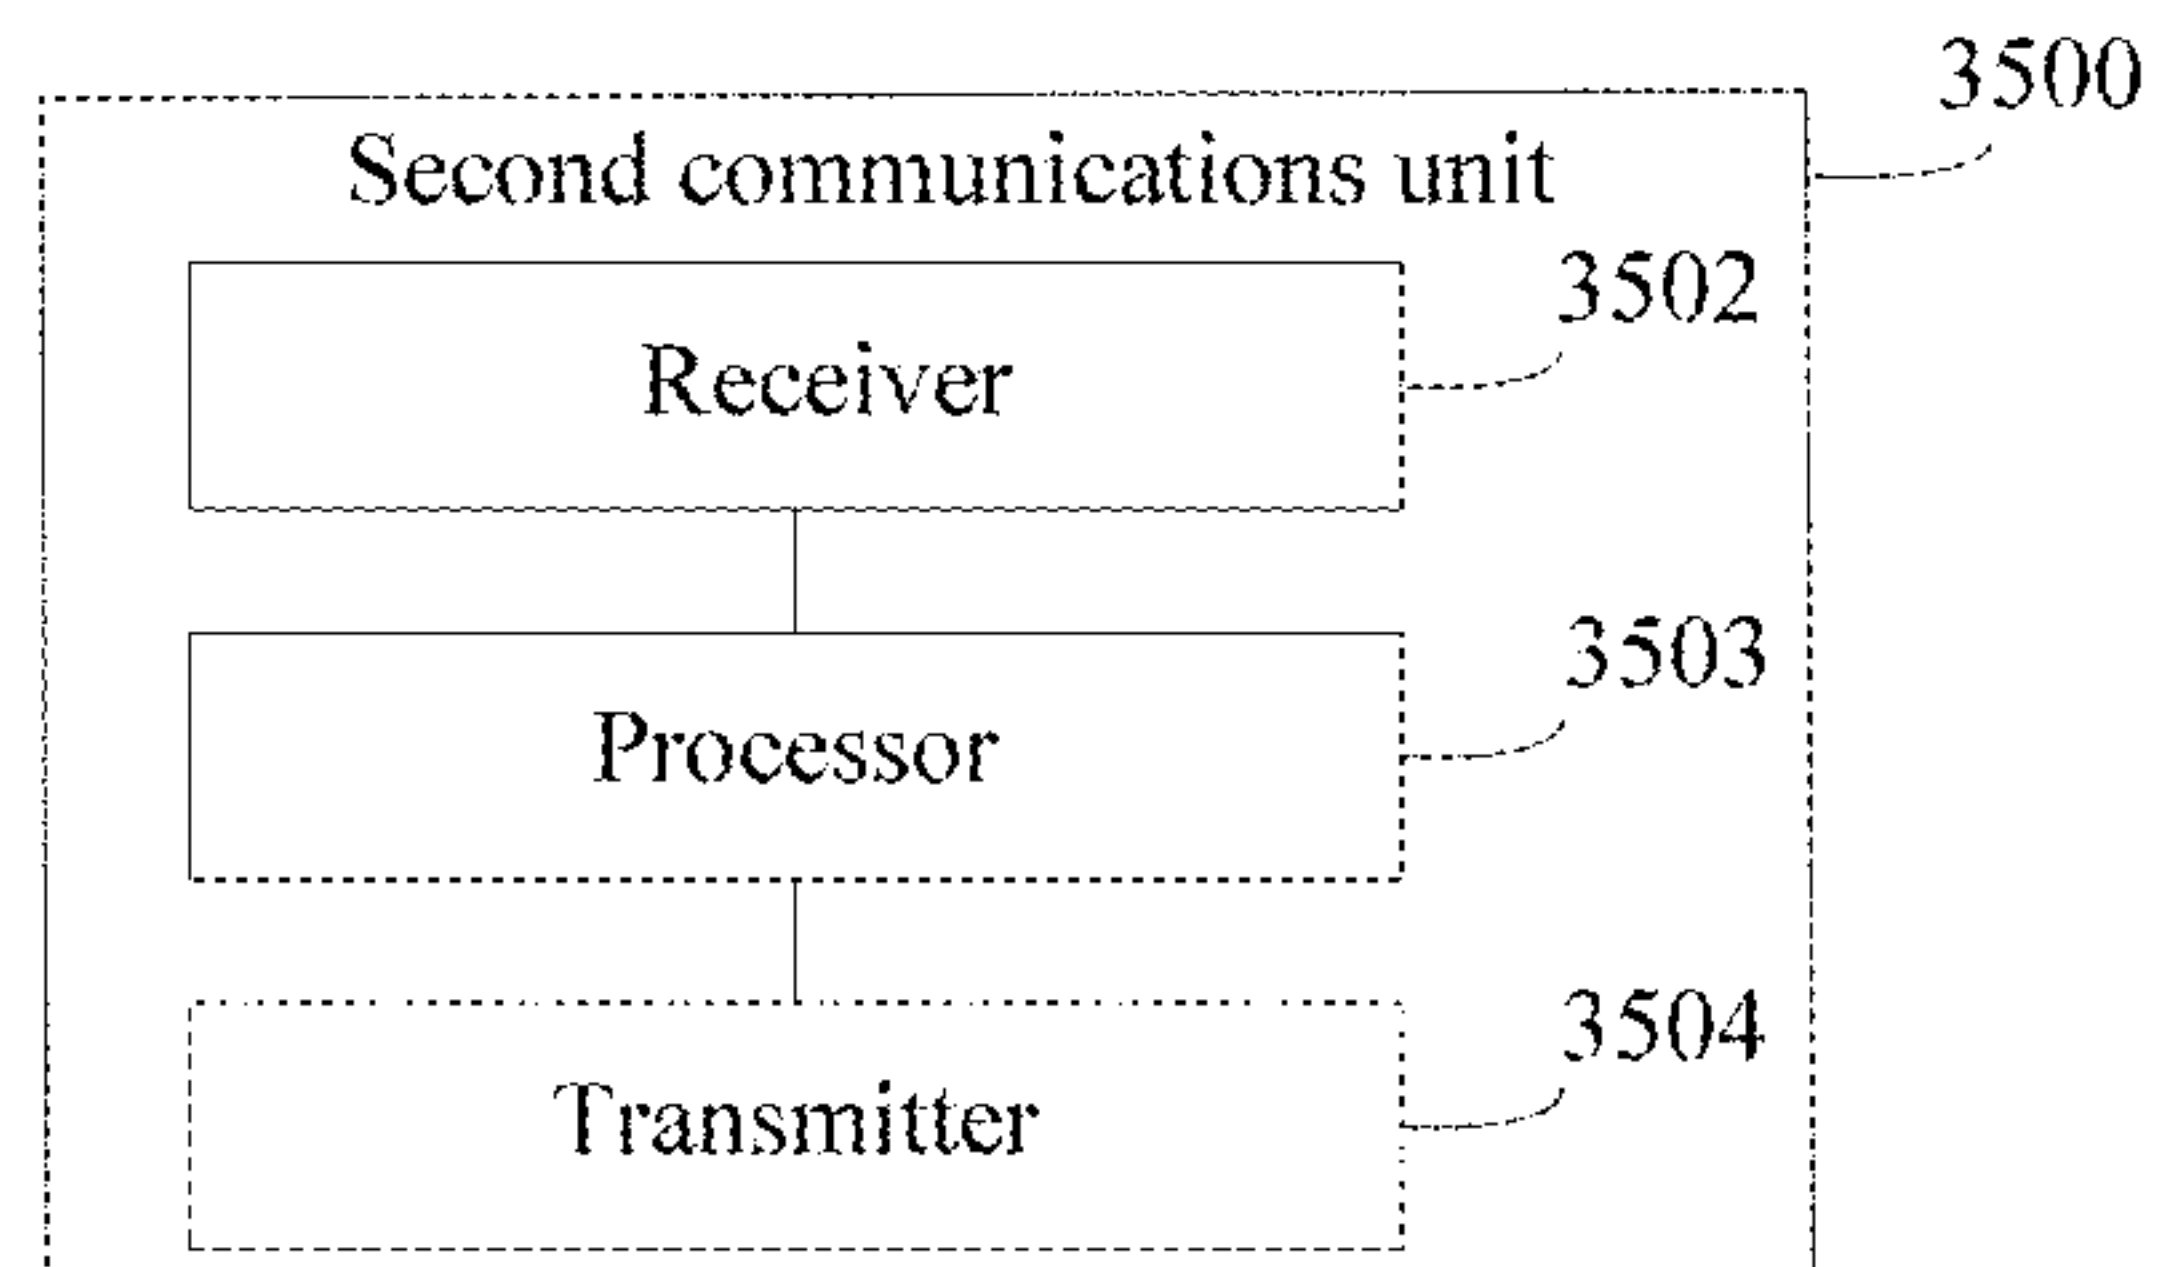 3500
Second communications unit
3502
Receiver
3503
Processor
3504
Transmitter